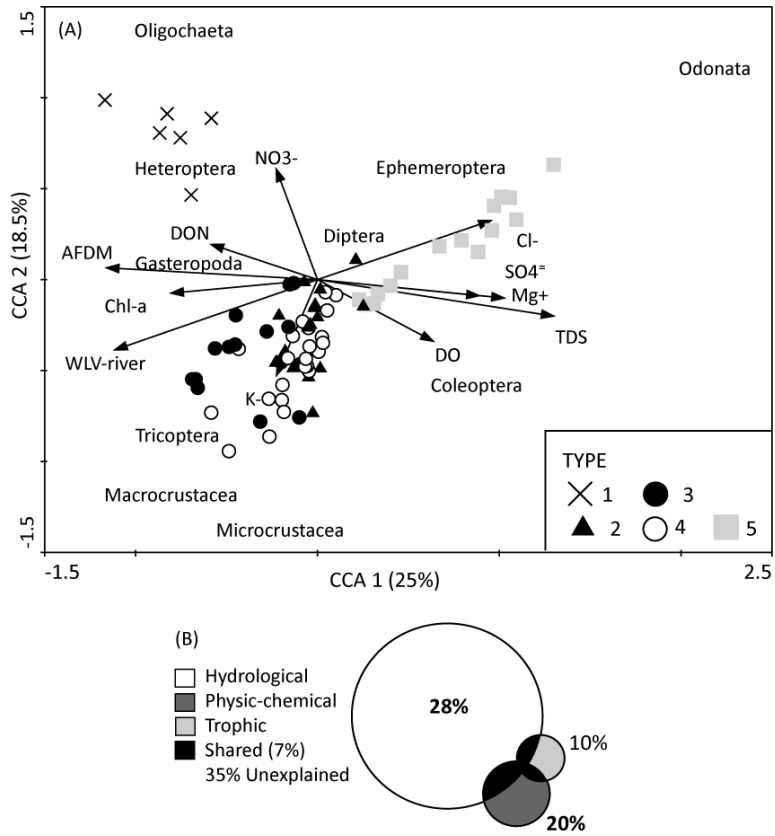 1.5
(A)
Oligochaeta
Odonata
Heteroptera
NO3-
Ephemeroptera
DON
Diptera
Cl-
AFDM
Gasteropoda
SO4=
Chl-a
Mg+
TDS
WLV-river
DO
Coleoptera
K-
Tricoptera
Macrocrustacea
Microcrustacea
CCA 2 (18.5%)
TYPE
1 3
2 4 5
-1.5
-1.5
CCA 1 (25%)
2.5
(B)
Hydrological
Physic-chemical
Trophic
Shared (7%)
35% Unexplained
28%
10%
20%